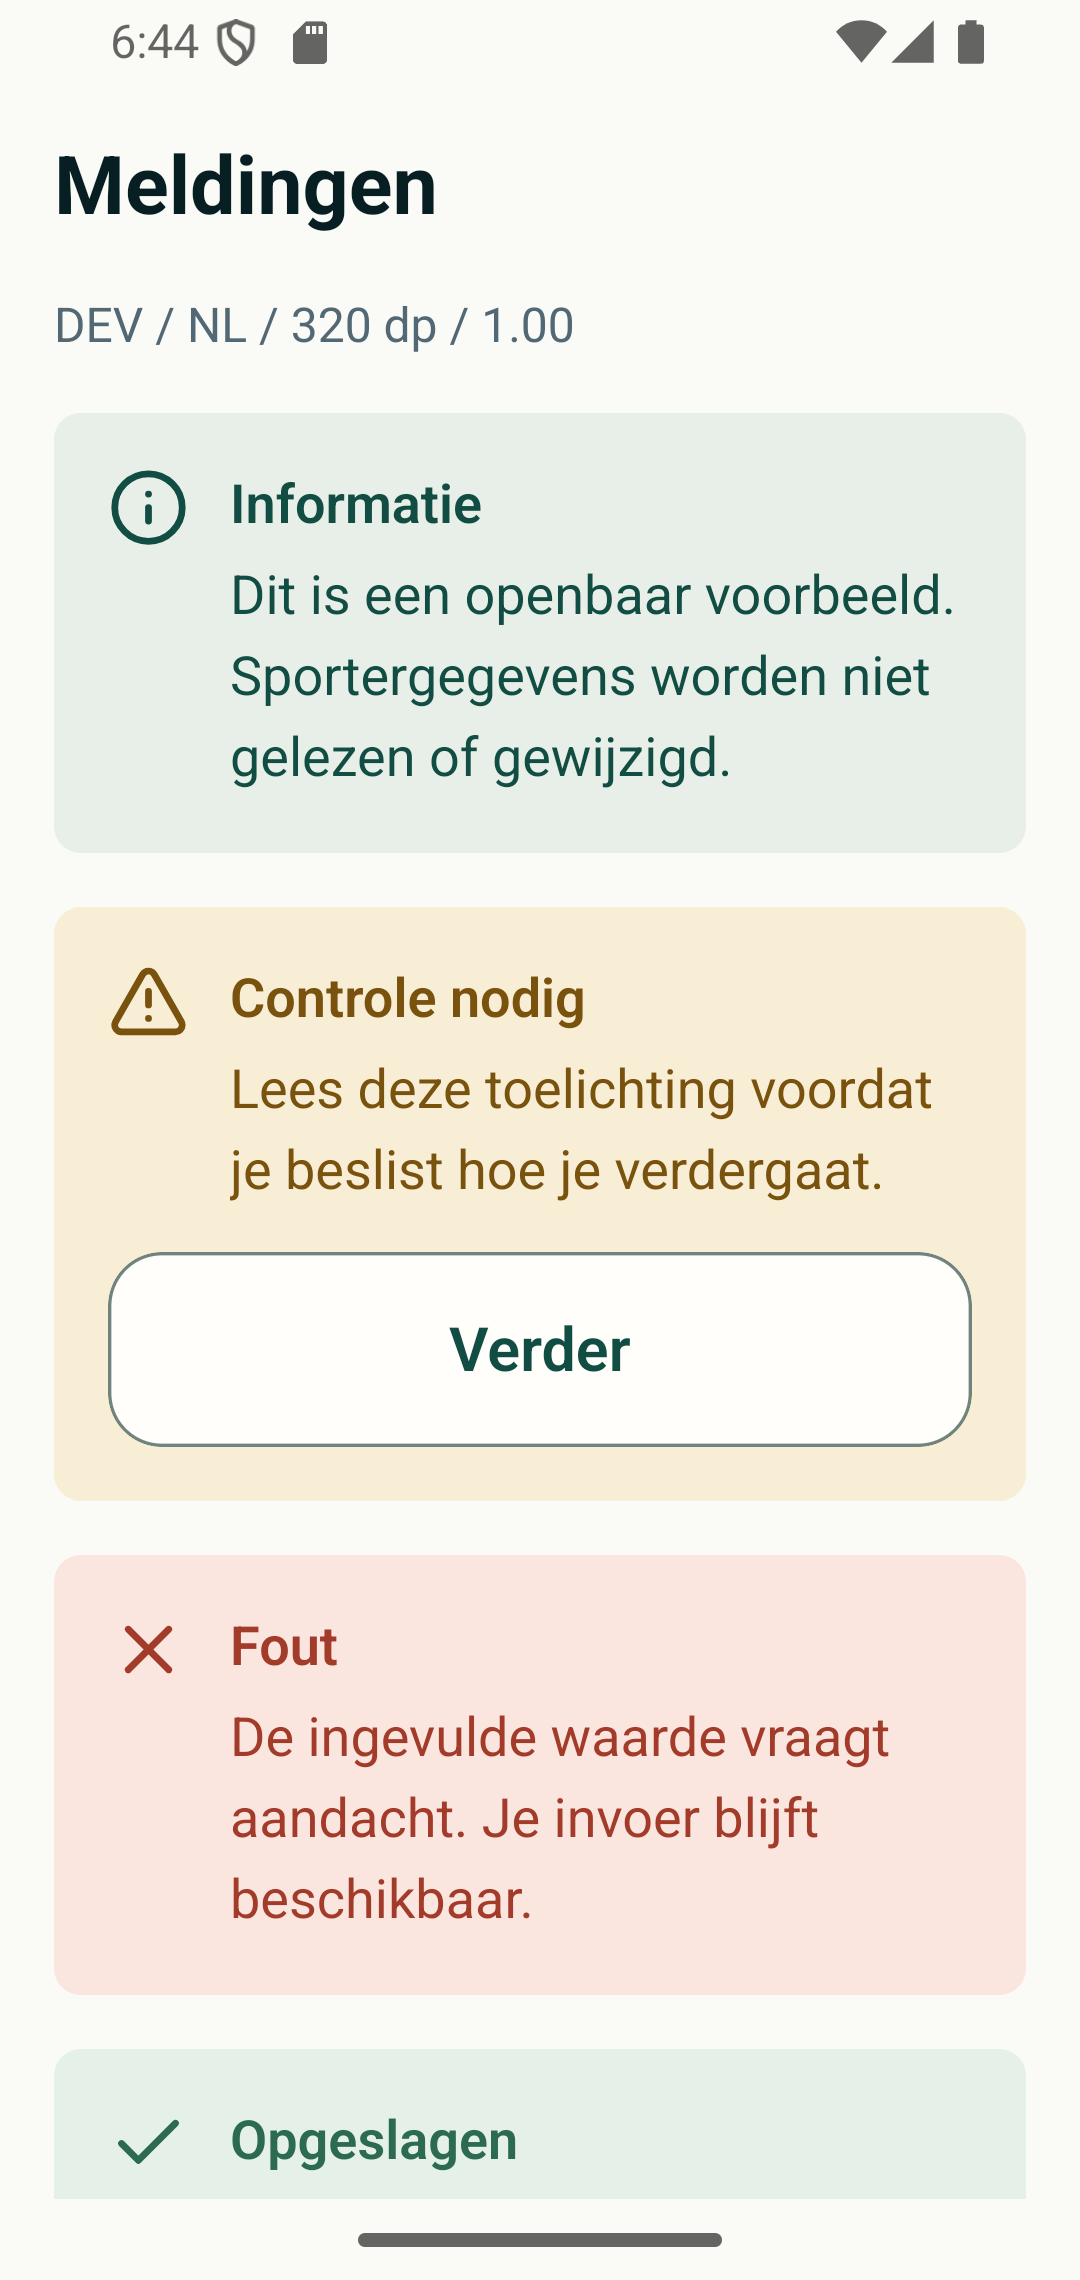 6:44
Meldingen
DEV / NL / 320 dp / 1.00
Informatie
Dit is een openbaar voorbeeld.
Sportergegevens worden niet
gelezen of gewijzigd.
Controle nodig
Lees deze toelichting voordat
je beslist hoe je verdergaat.
Verder
Fout
De ingevulde waarde vraagt
aandacht. Je invoer blijft
beschikbaar.
Opgeslagen